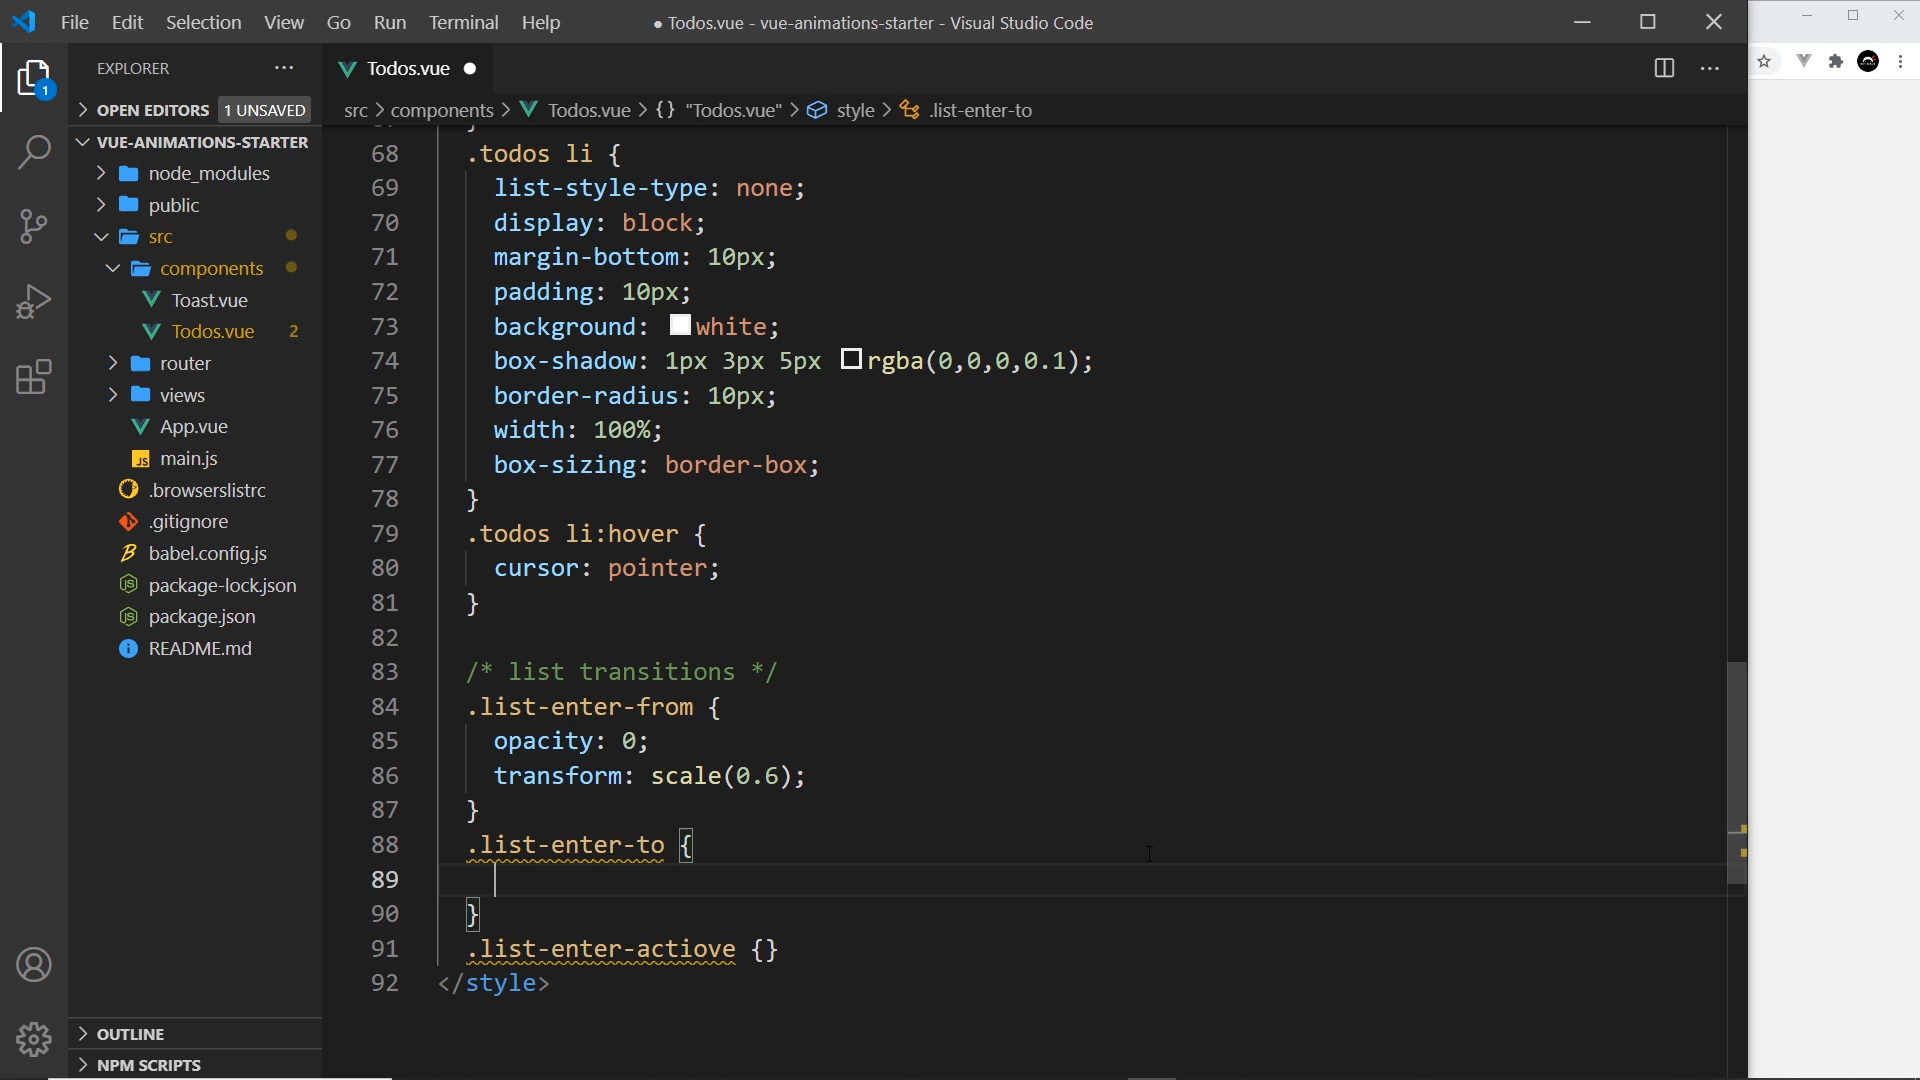 File Edit Selection View Go Run Terminal Help
● Todos.vue - vue-animations-starter - Visual Studio Code
EXPLORER
Todos.vue
1
OPEN EDITORS 1 UNSAVED
src > components > Todos.vue > {} "Todos.vue" > style > .list-enter-to
VUE-ANIMATIONS-STARTER
node_modules
public
src
components
Toast.vue
Todos.vue 2
router
views
App.vue
JS main.js
.browserslistrc
.gitignore
babel.config.js
package-lock.json
package.json
README.md
OUTLINE
NPM SCRIPTS
68 .todos li {
69 list-style-type: none;
70 display: block;
71 margin-bottom: 10px;
72 padding: 10px;
73 background: white;
74 box-shadow: 1px 3px 5px rgba(0,0,0,0.1);
75 border-radius: 10px;
76 width: 100%;
77 box-sizing: border-box;
78 }
79 .todos li:hover {
80 cursor: pointer;
81 }
82
83 /* list transitions */
84 .list-enter-from {
85 opacity: 0;
86 transform: scale(0.6);
87 }
88 .list-enter-to {
89
90 }
91 .list-enter-actiove {}
92 </style>